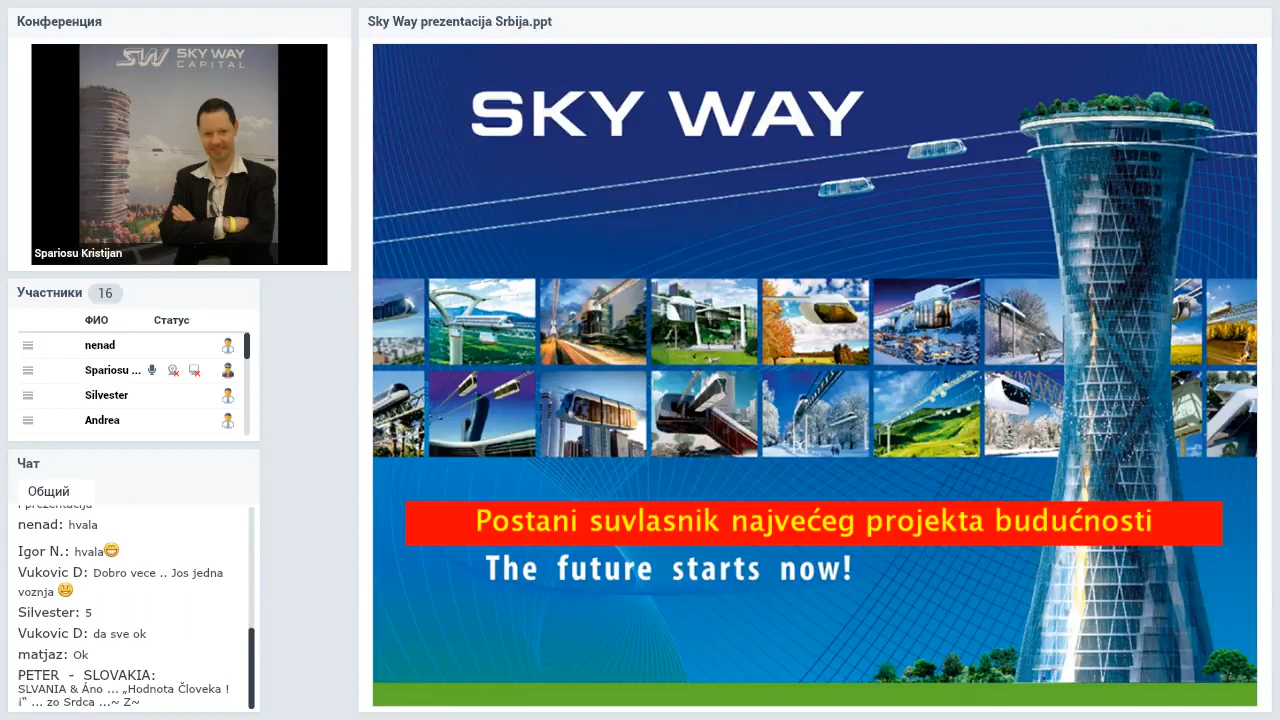 Конференция
SKY WAY
CAPITAL
Spariosu Kristijan
Участники 16
ФИО Статус
nenad
Spariosu ...
Silvester
Andrea
Чат
Общий
i prezentacija
nenad: hvala
Igor N.: hvala
Vukovic D: Dobro vece .. Jos jedna
voznja
Silvester: 5
Vukovic D: da sve ok
matjaz: Ok
PETER - SLOVAKIA:
SLVANIA & Áno ... „Hodnota Človeka !
i“ ... zo Srdca ...~ Z~
Sky Way prezentacija Srbija.ppt
SKY WAY
Postani suvlasnik najvećeg projekta budućnosti
The future starts now!